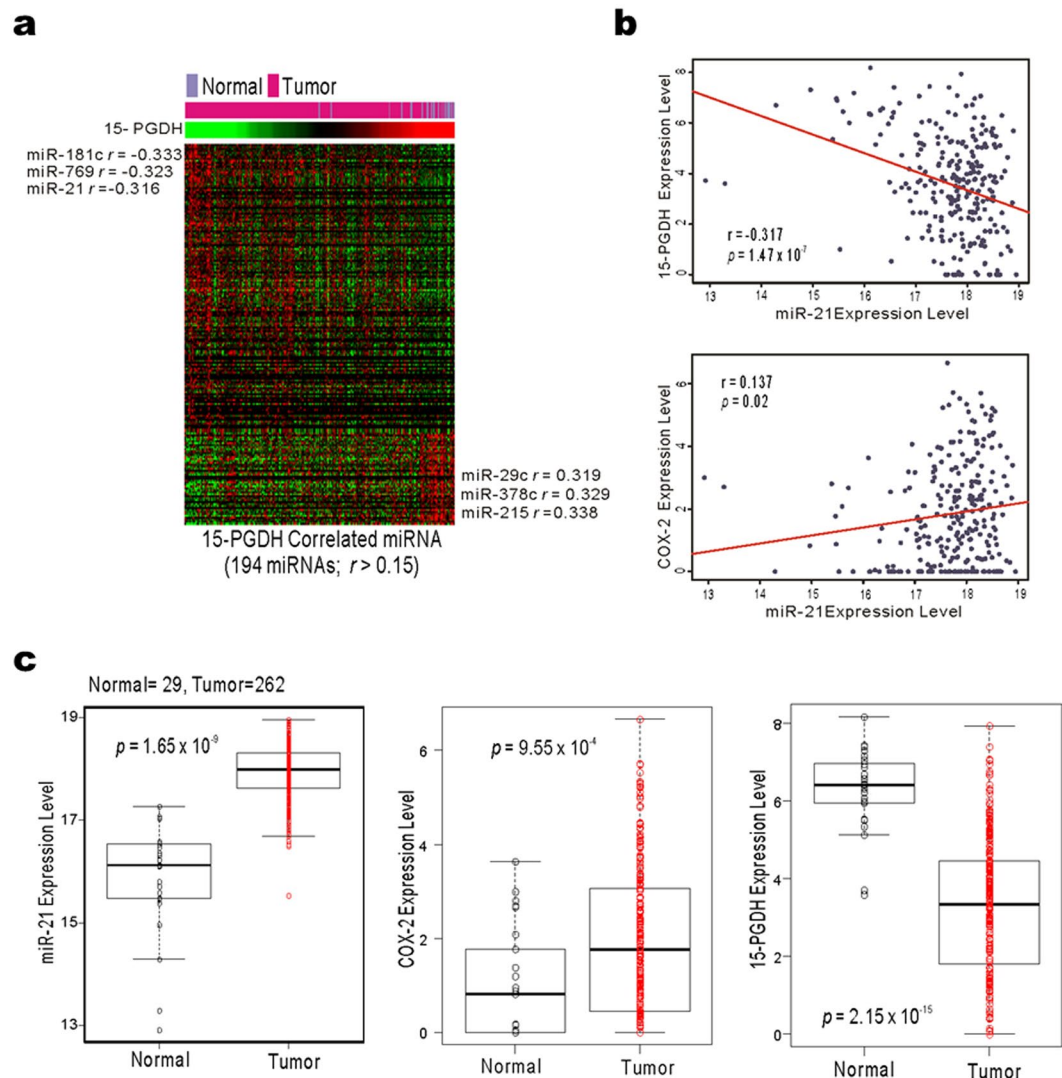 a
Normal Tumor
15- PGDH
miR-181c r = -0.333
miR-769 r = -0.323
miR-21 r =-0.316
miR-29c r = 0.319
miR-378c r = 0.329
miR-215 r = 0.338
15-PGDH Correlated miRNA
(194 miRNAs; r > 0.15)
b
15-PGDH Expression Level
8
6
4
2
0
r = -0.317
p = 1.47 x 10⁻⁷
13 14 15 16 17 18 19
miR-21Expression Level
COX-2 Expression Level
6
4
2
0
r = 0.137
p = 0.02
13 14 15 16 17 18 19
miR-21Expression Level
c
Normal= 29, Tumor=262
miR-21 Expression Level
19
17
15
13
p = 1.65 x 10⁻⁹
Normal Tumor
COX-2 Expression Level
6
4
2
0
p = 9.55 x 10⁻⁴
Normal Tumor
15-PGDH Expression Level
8
6
4
2
0
p = 2.15 x 10⁻¹⁵
Normal Tumor